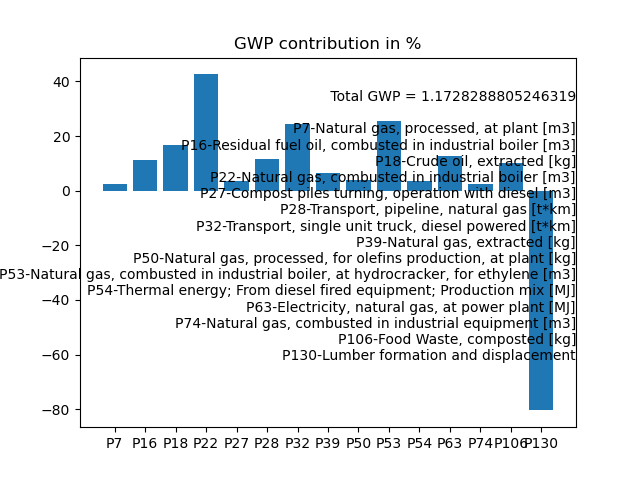 GWP contribution in %
40
20
0
−20
−40
−60
−80
Total GWP = 1.1728288805246319
P7-Natural gas, processed, at plant [m3]
P16-Residual fuel oil, combusted in industrial boiler [m3]
P18-Crude oil, extracted [kg]
P22-Natural gas, combusted in industrial boiler [m3]
P27-Compost piles turning, operation with diesel [m3]
P28-Transport, pipeline, natural gas [t*km]
P32-Transport, single unit truck, diesel powered [t*km]
P39-Natural gas, extracted [kg]
P50-Natural gas, processed, for olefins production, at plant [kg]
P53-Natural gas, combusted in industrial boiler, at hydrocracker, for ethylene [m3]
P54-Thermal energy; From diesel fired equipment; Production mix [MJ]
P63-Electricity, natural gas, at power plant [MJ]
P74-Natural gas, combusted in industrial equipment [m3]
P106-Food Waste, composted [kg]
P130-Lumber formation and displacement
P7 P16 P18 P22 P27 P28 P32 P39 P50 P53 P54 P63 P74 P106 P130